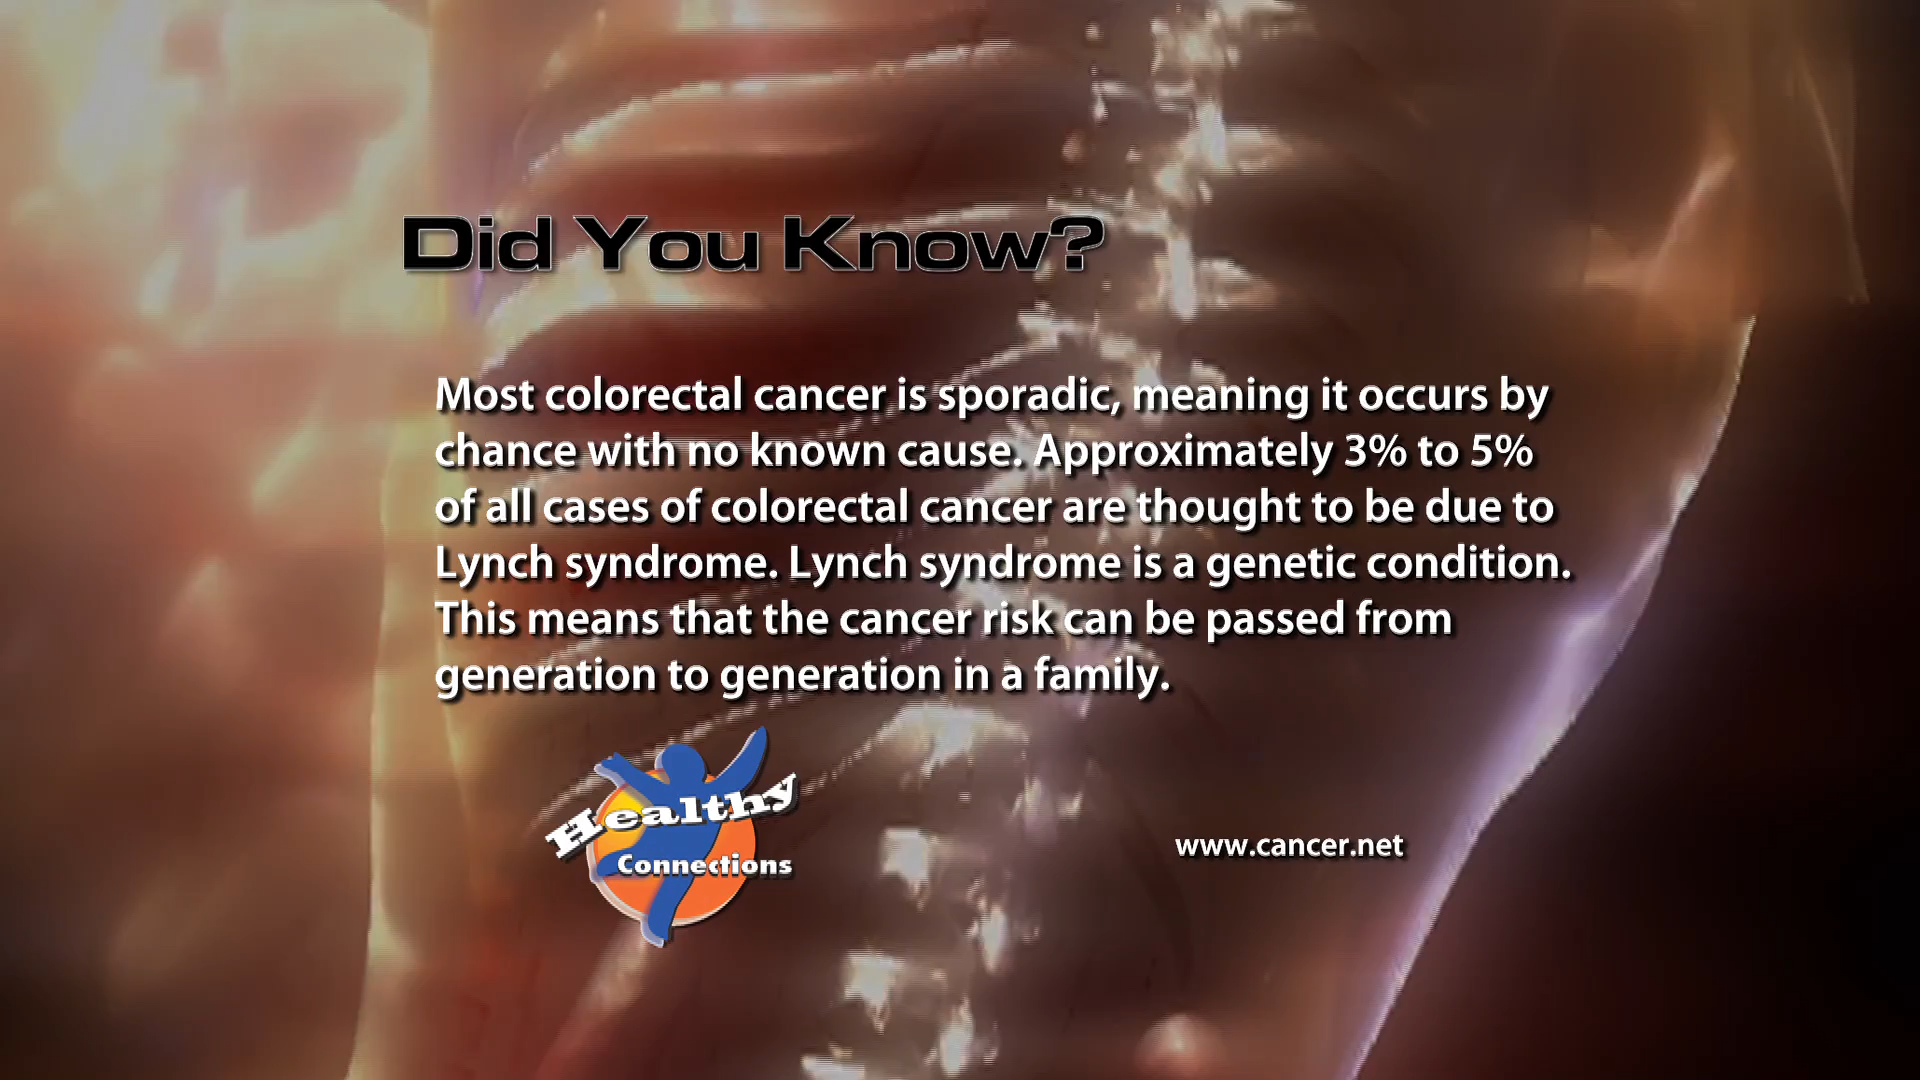 Did You Know?
Most colorectal cancer is sporadic, meaning it occurs by
chance with no known cause. Approximately 3% to 5%
of all cases of colorectal cancer are thought to be due to
Lynch syndrome. Lynch syndrome is a genetic condition.
This means that the cancer risk can be passed from
generation to generation in a family.
Healthy
Connections
www.cancer.net